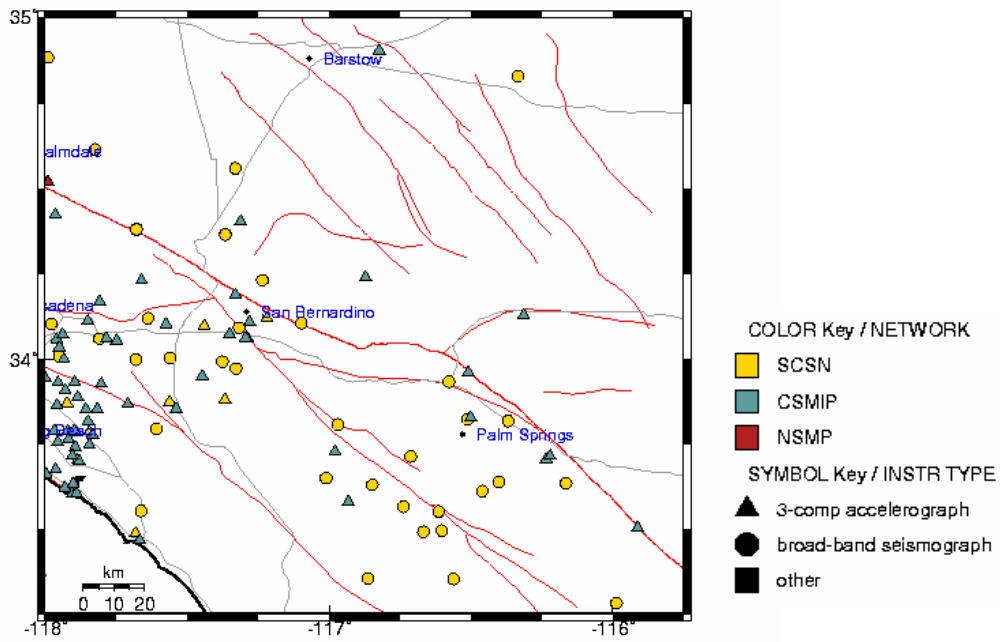 35°
Barstow
almdale
adena
San Bernardino
34°
Palm Springs
km
0 10 20
-118°
-117°
-116°
COLOR Key / NETWORK
SCSN
CSMIP
NSMP
SYMBOL Key / INSTR TYPE
3-comp accelerograph
broad-band seismograph
other